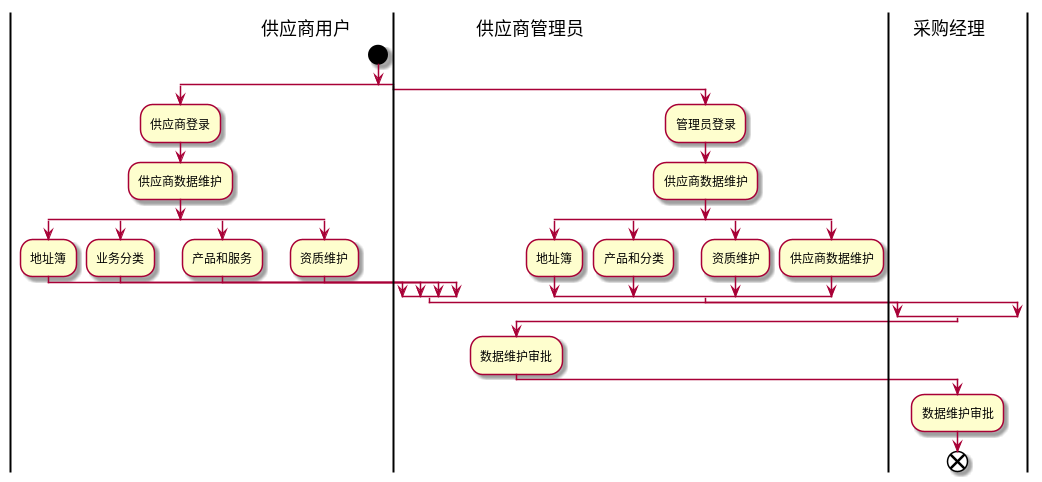 供应商用户
供应商管理员
采购经理
供应商登录
管理员登录
供应商数据维护
供应商数据维护
地址簿
业务分类
产品和服务
资质维护
地址簿
产品和分类
资质维护
供应商数据维护
数据维护审批
数据维护审批